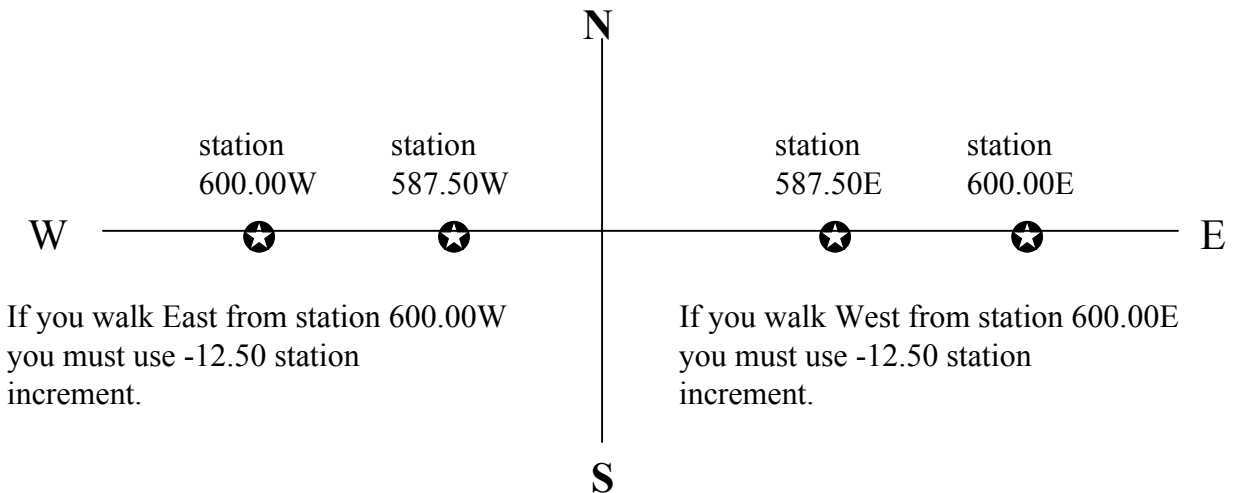 N
station
600.00W
station
587.50W
station
587.50E
station
600.00E
W
E
If you walk East from station 600.00W
you must use -12.50 station
increment.
If you walk West from station 600.00E
you must use -12.50 station
increment.
S